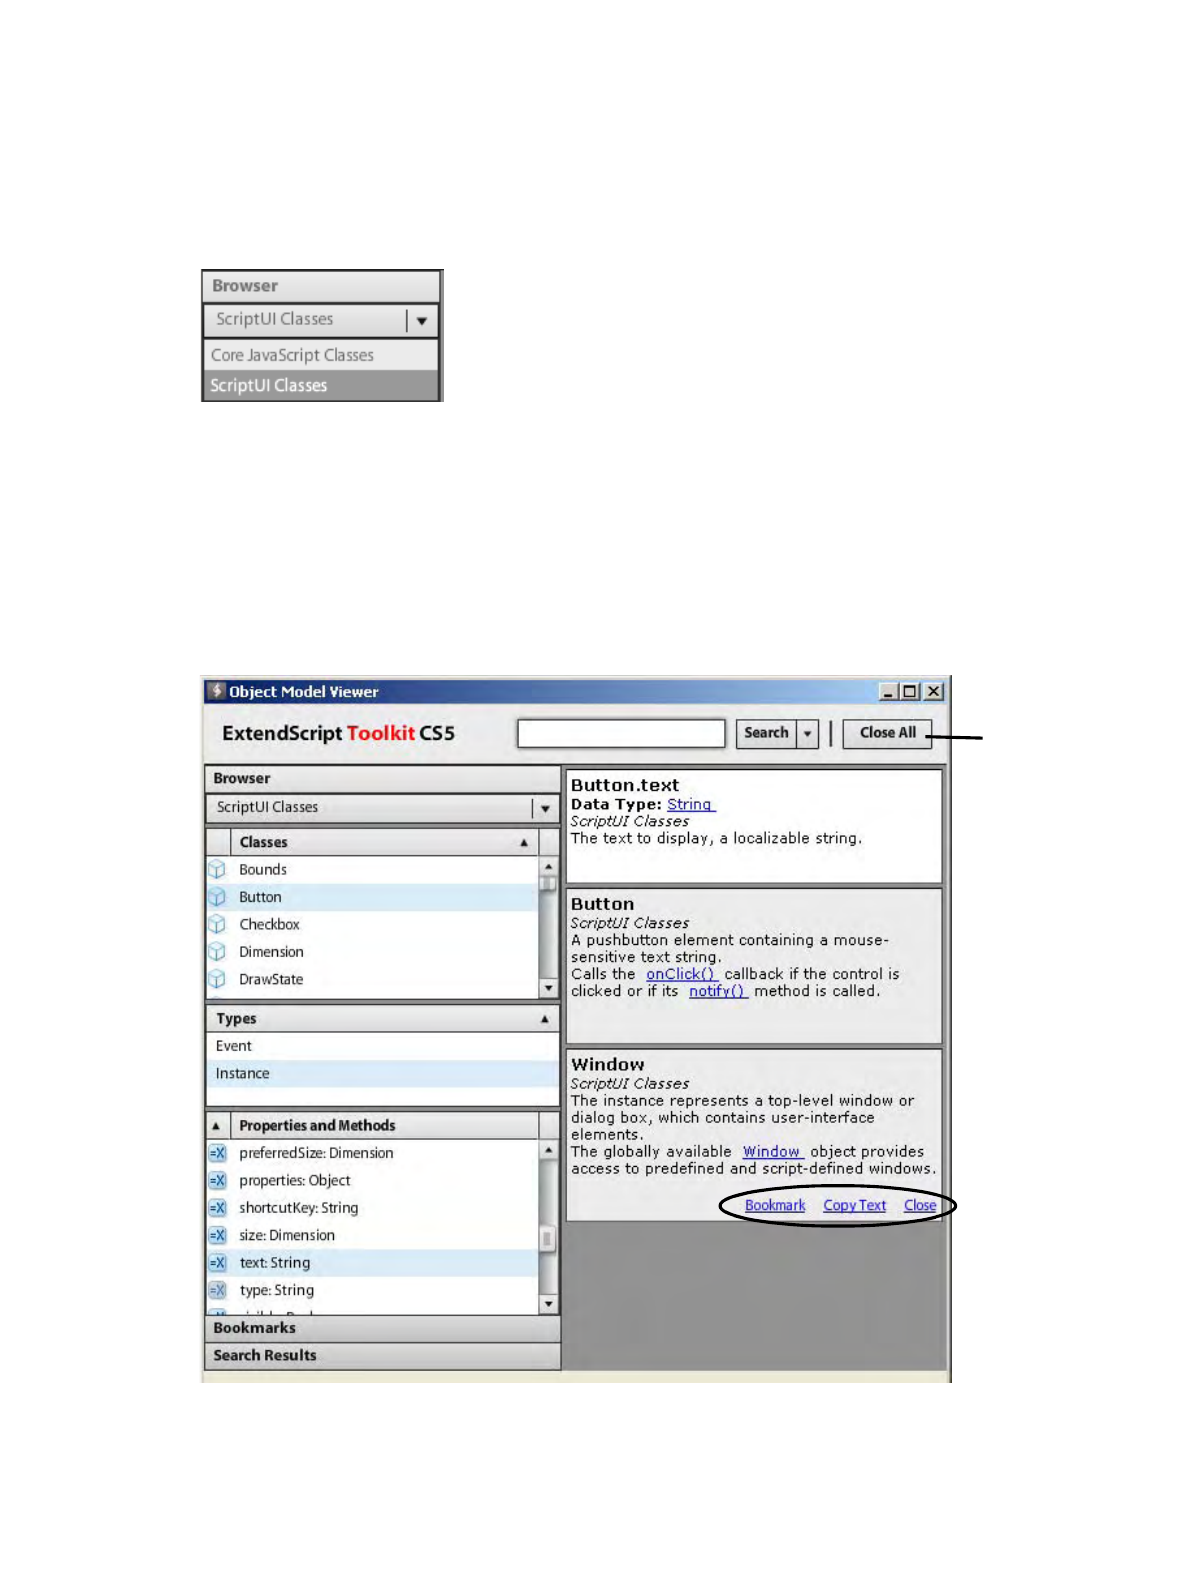 Browser
ScriptUI Classes
Core JavaScript Classes
ScriptUI Classes
Object Model Viewer
ExtendScript Toolkit CS5
Search
Close All
Browser
ScriptUI Classes
Classes
Bounds
Button
Checkbox
Dimension
DrawState
Types
Event
Instance
Properties and Methods
preferredSize: Dimension
properties: Object
shortcutKey: String
size: Dimension
text: String
type: String
Bookmarks
Search Results
Button.text
Data Type: String
ScriptUI Classes
The text to display, a localizable string.
Button
ScriptUI Classes
A pushbutton element containing a mouse-
sensitive text string.
Calls the onClick() callback if the control is
clicked or if its notify() method is called.
Window
ScriptUI Classes
The instance represents a top-level window or
dialog box, which contains user-interface
elements.
The globally available Window object provides
access to predefined and script-defined windows.
Bookmark Copy Text Close